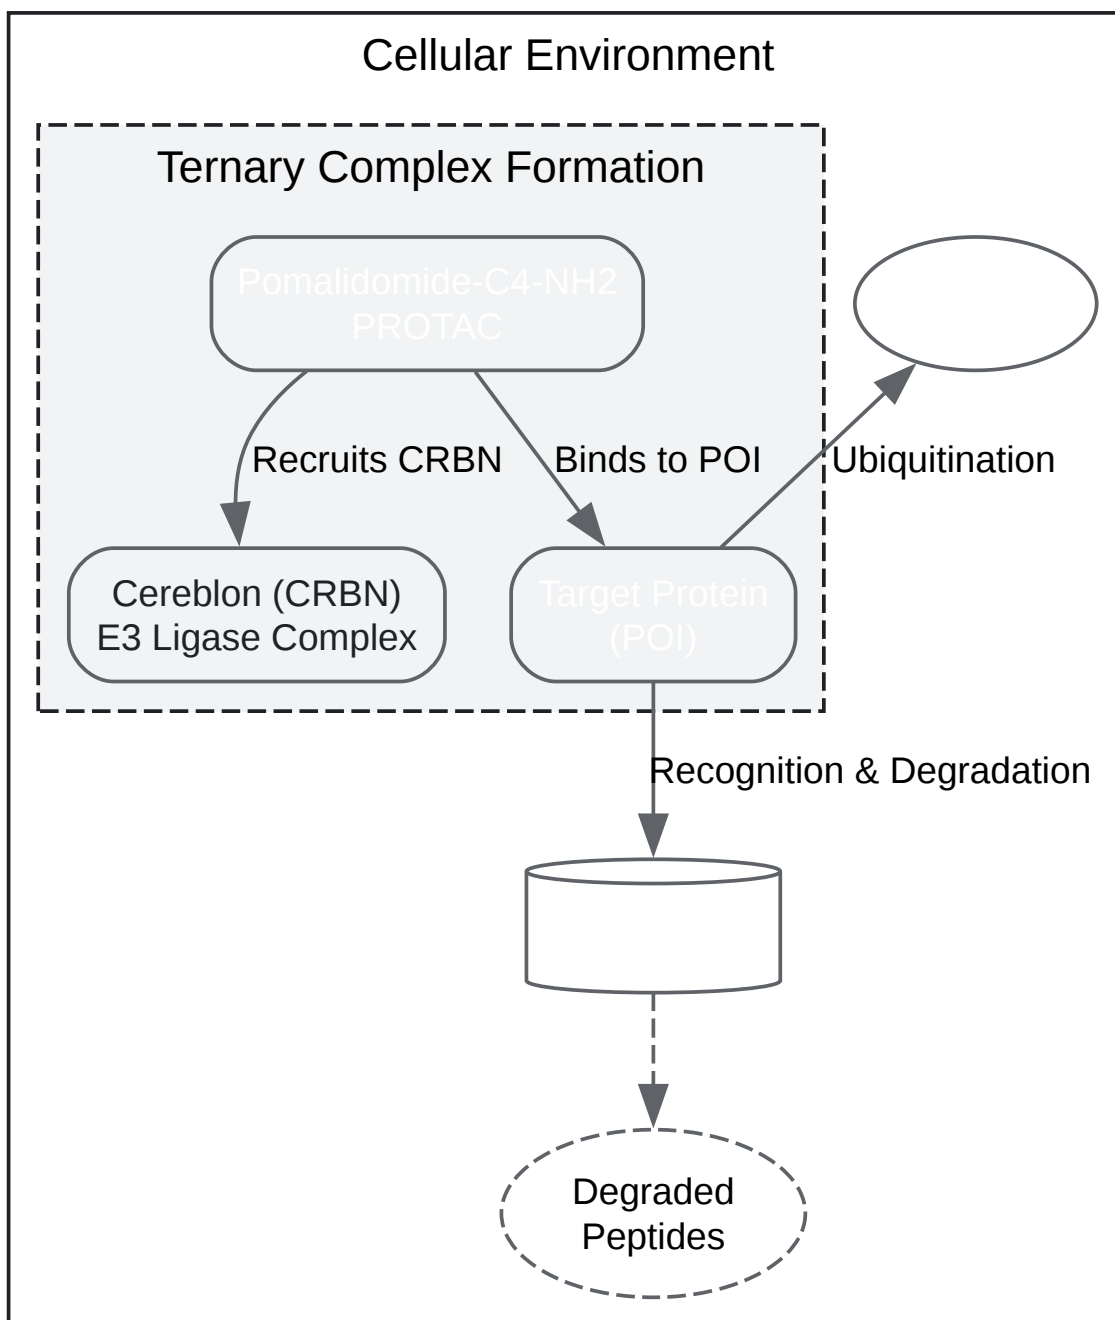 Cellular Environment
Ternary Complex Formation
Pomalidomide-C4-NH2
PROTAC
Recruits CRBN
Binds to POI
Ubiquitination
Cereblon (CRBN)
E3 Ligase Complex
Target Protein
(POI)
Recognition & Degradation
Degraded
Peptides